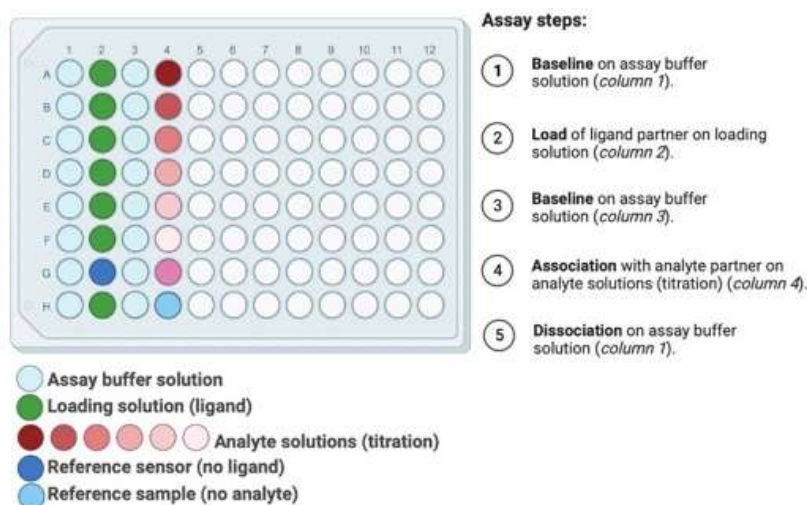 Assay steps:
1 2 3 4 5 6 7 8 9 10 11 12
A
B
C
D
E
F
G
H
1 Baseline on assay buffer
solution (column 1).
2 Load of ligand partner on loading
solution (column 2).
3 Baseline on assay buffer
solution (column 3).
4 Association with analyte partner on
analyte solutions (titration) (column 4).
5 Dissociation on assay buffer
solution (column 1).
Assay buffer solution
Loading solution (ligand)
Analyte solutions (titration)
Reference sensor (no ligand)
Reference sample (no analyte)